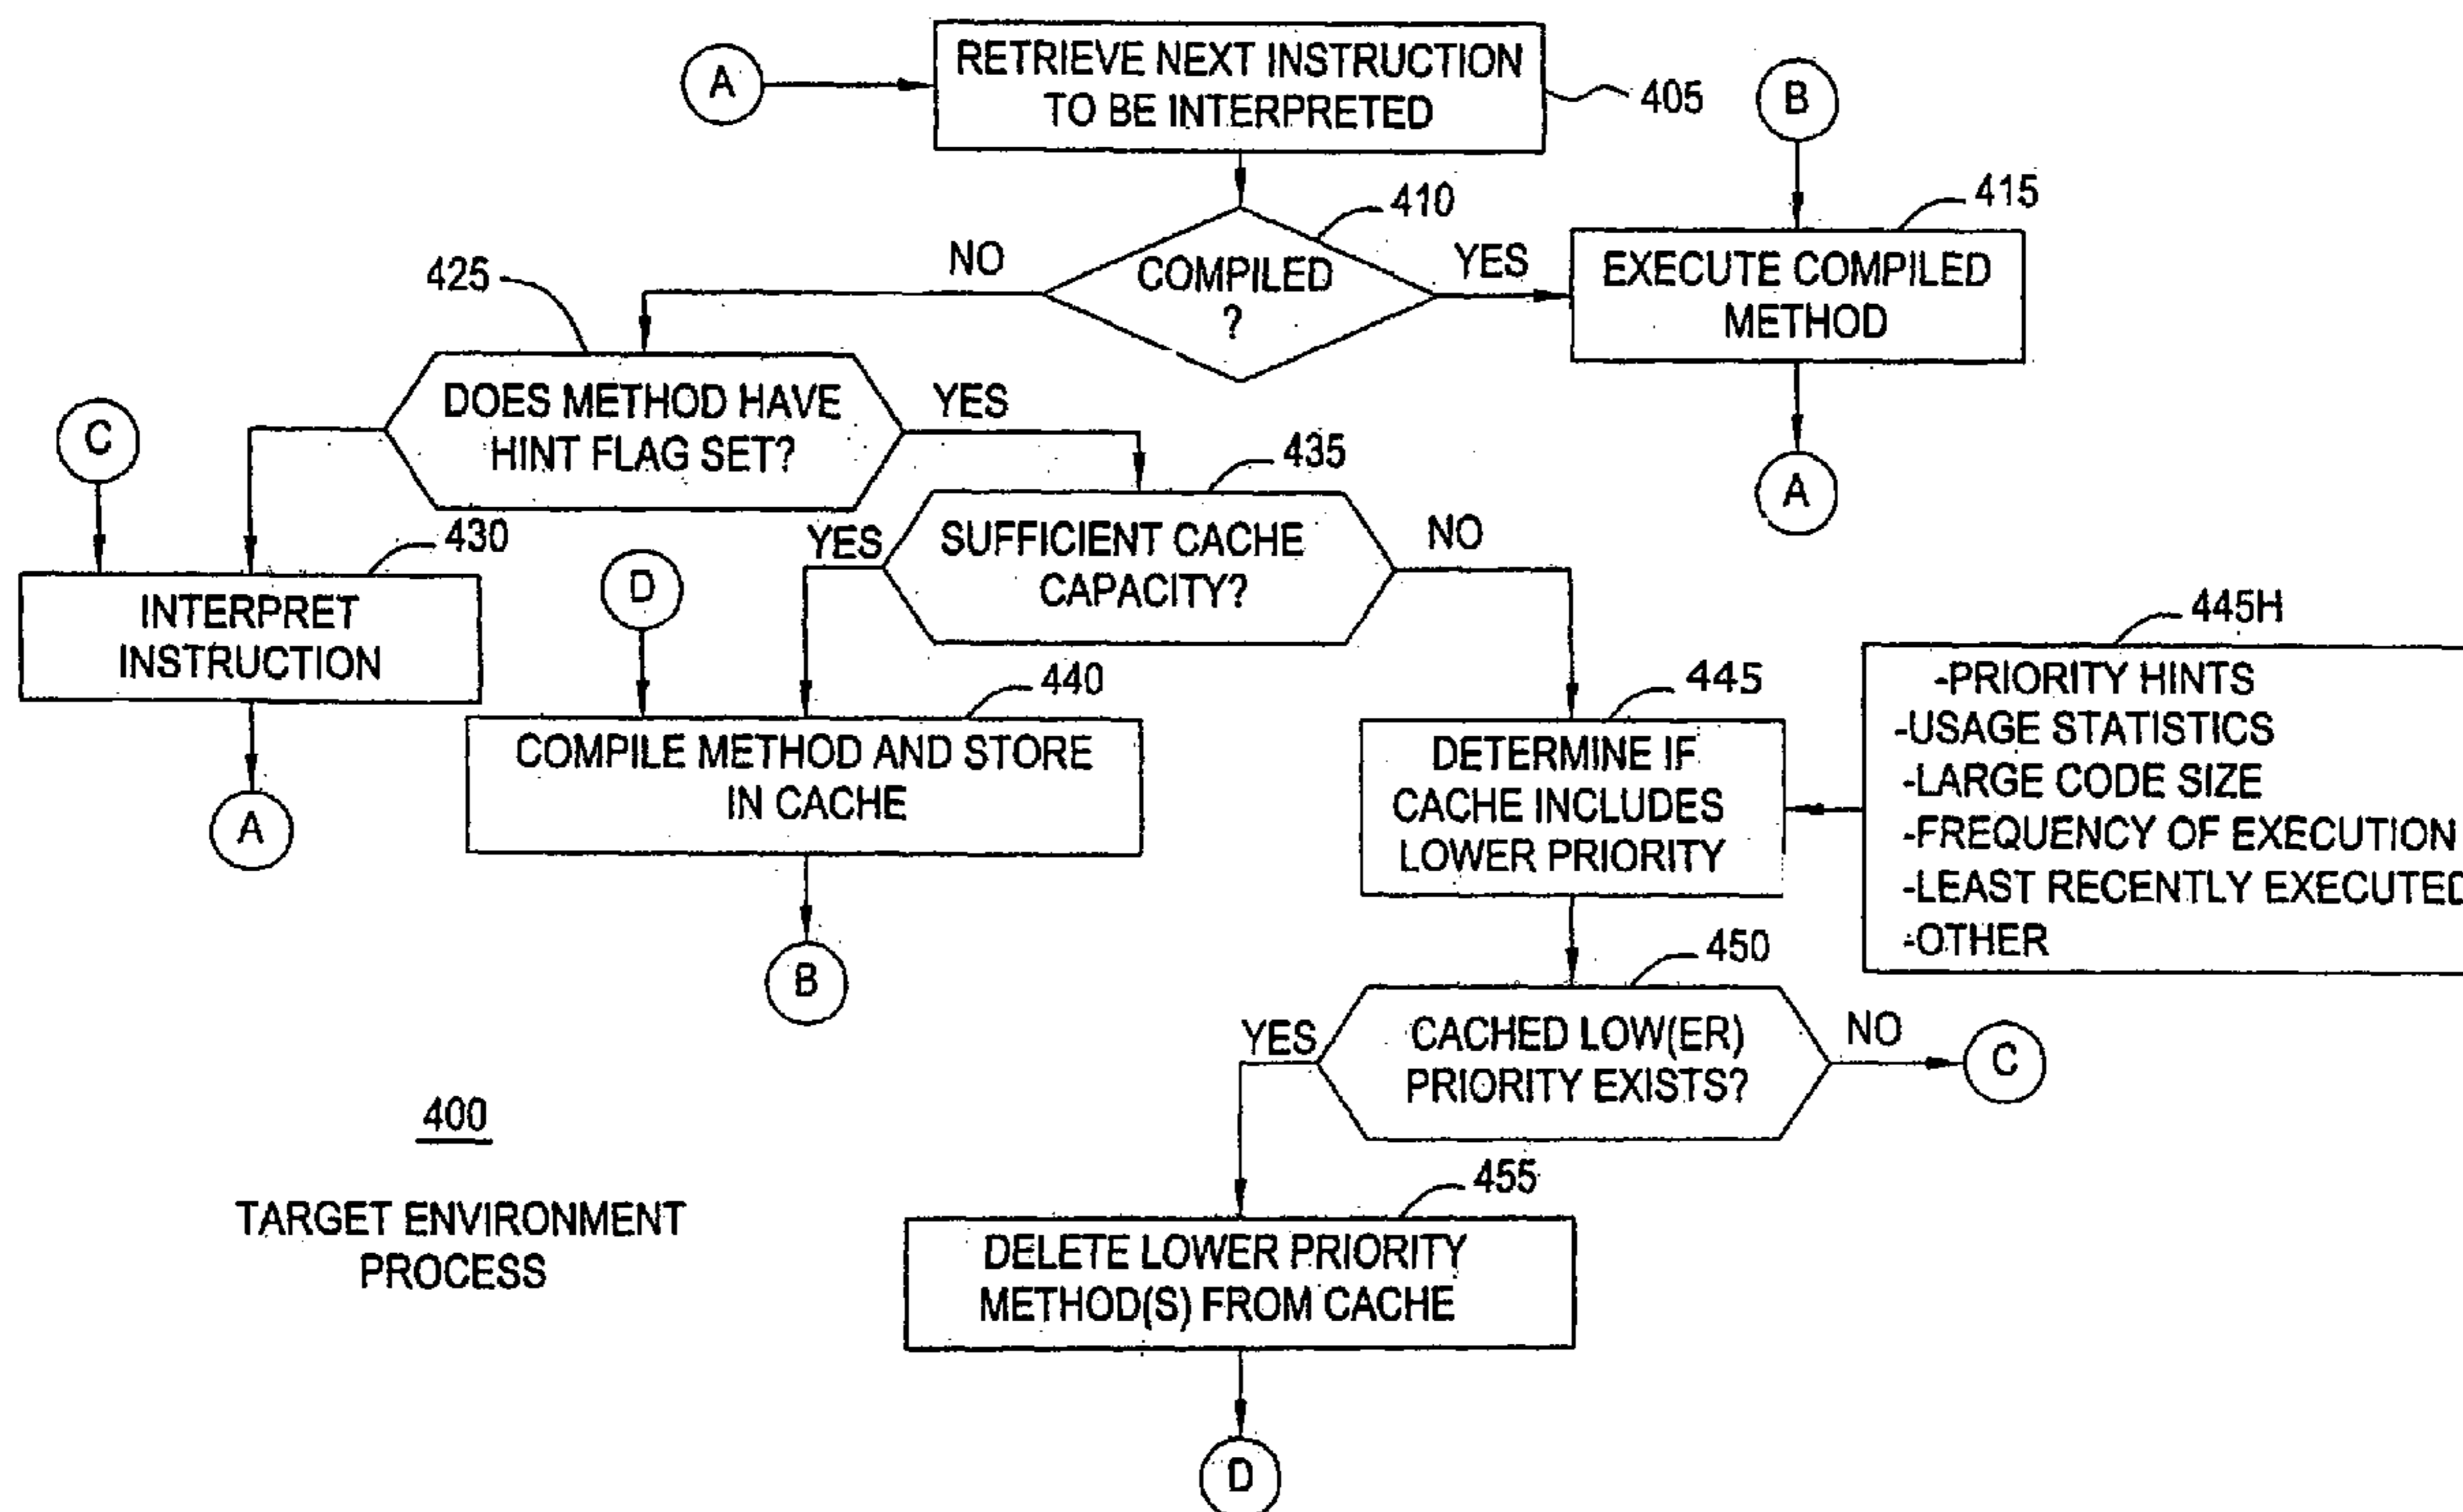 A
RETRIEVE NEXT INSTRUCTION
TO BE INTERPRETED
405
B
410
415
NO
COMPILED
?
YES
EXECUTE COMPILED
METHOD
425
DOES METHOD HAVE
HINT FLAG SET?
YES
A
C
435
430
SUFFICIENT CACHE
CAPACITY?
YES
NO
INTERPRET
INSTRUCTION
D
445H
-PRIORITY HINTS
-USAGE STATISTICS
-LARGE CODE SIZE
-FREQUENCY OF EXECUTION
-LEAST RECENTLY EXECUTED
-OTHER
440
445
COMPILE METHOD AND STORE
IN CACHE
DETERMINE IF
CACHE INCLUDES
LOWER PRIORITY
A
B
450
YES
CACHED LOW(ER)
PRIORITY EXISTS?
NO
C
400
TARGET ENVIRONMENT
PROCESS
455
DELETE LOWER PRIORITY
METHOD(S) FROM CACHE
D